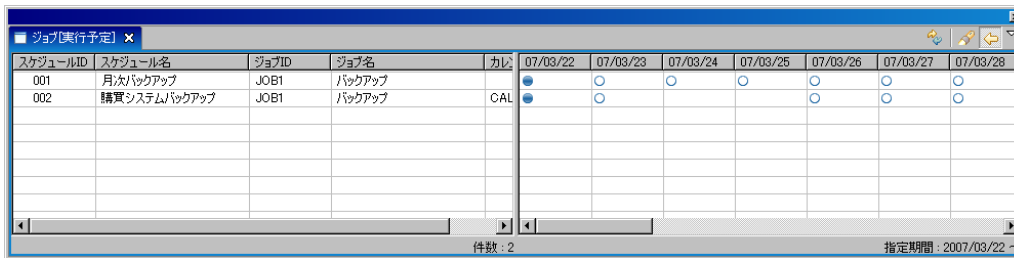 ジョブ[実行予定]
スケジュールID スケジュール名 ジョブID ジョブ名 カレン 07/03/22 07/03/23 07/03/24 07/03/25 07/03/26 07/03/27 07/03/28
001 月次バックアップ JOB1 バックアップ
002 購買システムバックアップ JOB1 バックアップ CAL
件数 : 2 指定期間 : 2007/03/22 ~